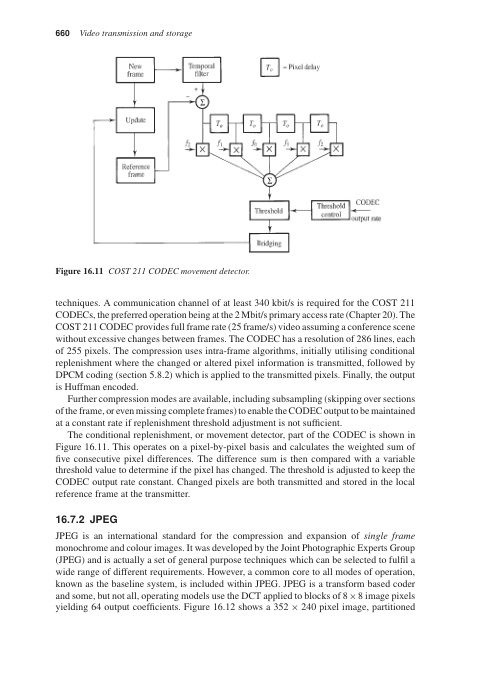 660 Video transmission and storage
New
frame
Temporal
filter
T
= Pixel delay
+
−
Σ
Update
T T T T
f₂ f₁ f₀ f₁ f₂
× × × × ×
Reference
frame
Σ
Threshold
Threshold
control
CODEC
output rate
Bridging
Figure 16.11 COST 211 CODEC movement detector.
techniques. A communication channel of at least 340 kbit/s is required for the COST 211
CODECs, the preferred operation being at the 2 Mbit/s primary access rate (Chapter 20). The
COST 211 CODEC provides full frame rate (25 frame/s) video assuming a conference scene
without excessive changes between frames. The CODEC has a resolution of 286 lines, each
of 255 pixels. The compression uses intra-frame algorithms, initially utilising conditional
replenishment where the changed or altered pixel information is transmitted, followed by
DPCM coding (section 5.8.2) which is applied to the transmitted pixels. Finally, the output
is Huffman encoded.
Further compression modes are available, including subsampling (skipping over sections
of the frame, or even missing complete frames) to enable the CODEC output to be maintained
at a constant rate if replenishment threshold adjustment is not sufficient.
The conditional replenishment, or movement detector, part of the CODEC is shown in
Figure 16.11. This operates on a pixel-by-pixel basis and calculates the weighted sum of
five consecutive pixel differences. The difference sum is then compared with a variable
threshold value to determine if the pixel has changed. The threshold is adjusted to keep the
CODEC output rate constant. Changed pixels are both transmitted and stored in the local
reference frame at the transmitter.
16.7.2 JPEG
JPEG is an international standard for the compression and expansion of single frame
monochrome and colour images. It was developed by the Joint Photographic Experts Group
(JPEG) and is actually a set of general purpose techniques which can be selected to fulfil a
wide range of different requirements. However, a common core to all modes of operation,
known as the baseline system, is included within JPEG. JPEG is a transform based coder
and some, but not all, operating models use the DCT applied to blocks of 8 × 8 image pixels
yielding 64 output coefficients. Figure 16.12 shows a 352 × 240 pixel image, partitioned